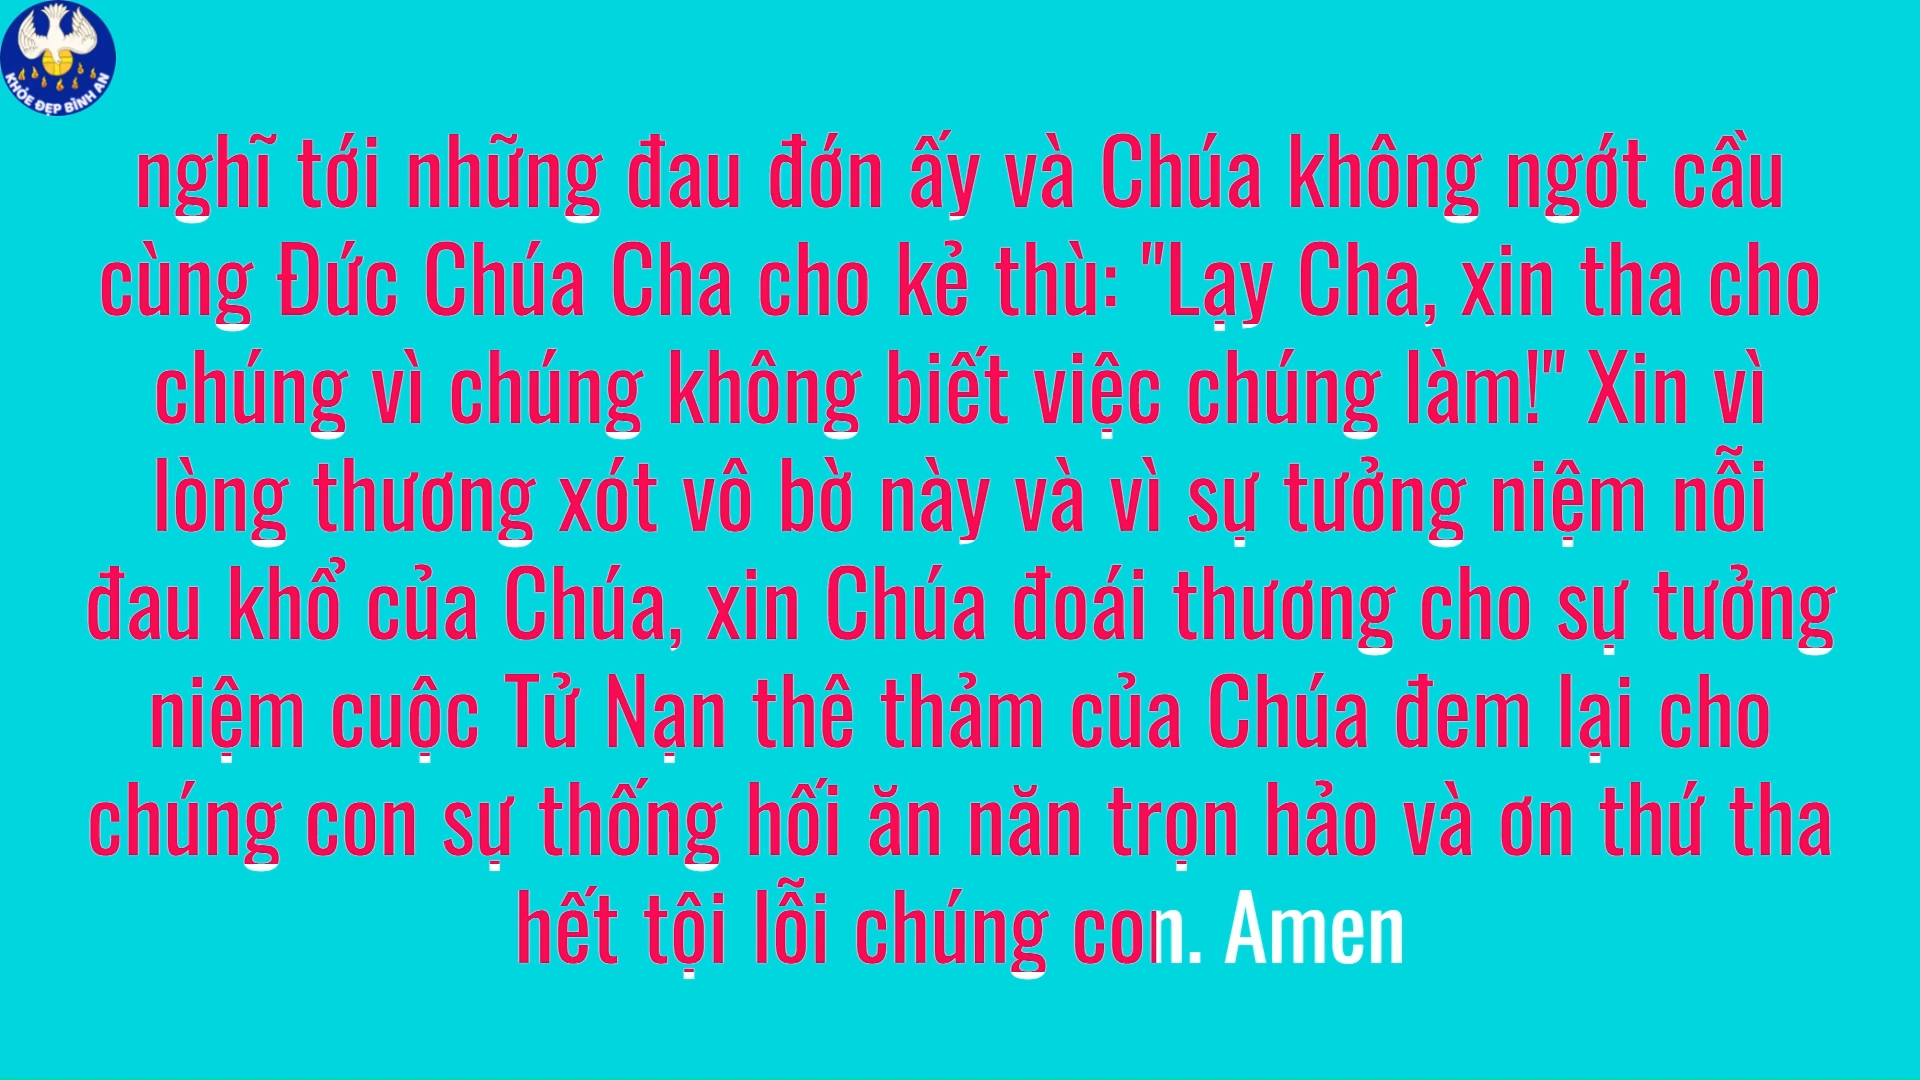 KHỎE ĐẸP BÌNH AN
nghĩ tới những đau đớn ấy và Chúa không ngớt cầu
cùng Đức Chúa Cha cho kẻ thù: "Lạy Cha, xin tha cho
chúng vì chúng không biết việc chúng làm!" Xin vì
lòng thương xót vô bờ này và vì sự tưởng niệm nỗi
đau khổ của Chúa, xin Chúa đoái thương cho sự tưởng
niệm cuộc Tử Nạn thê thảm của Chúa đem lại cho
chúng con sự thống hối ăn năn trọn hảo và ơn thứ tha
hết tội lỗi chúng con. Amen